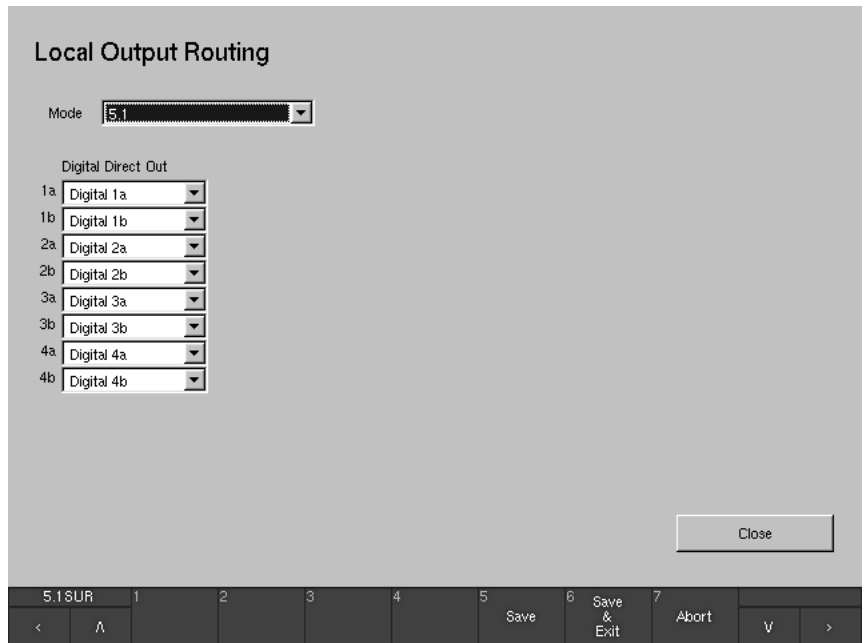 Local Output Routing
Mode 5.1
Digital Direct Out
1a Digital 1a
1b Digital 1b
2a Digital 2a
2b Digital 2b
3a Digital 3a
3b Digital 3b
4a Digital 4a
4b Digital 4b
Close
5.1SUR 1 2 3 4 5 6 7
Save
Save
&
Exit
Abort
< Λ V >